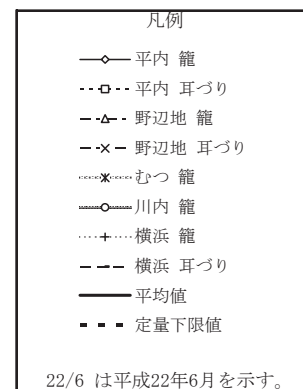 凡例
平内 籠
平内 耳づり
野辺地 籠
野辺地 耳づり
むつ 籠
川内 籠
横浜 籠
横浜 耳づり
平均値
定量下限値
22/6 は平成22年6月を示す。